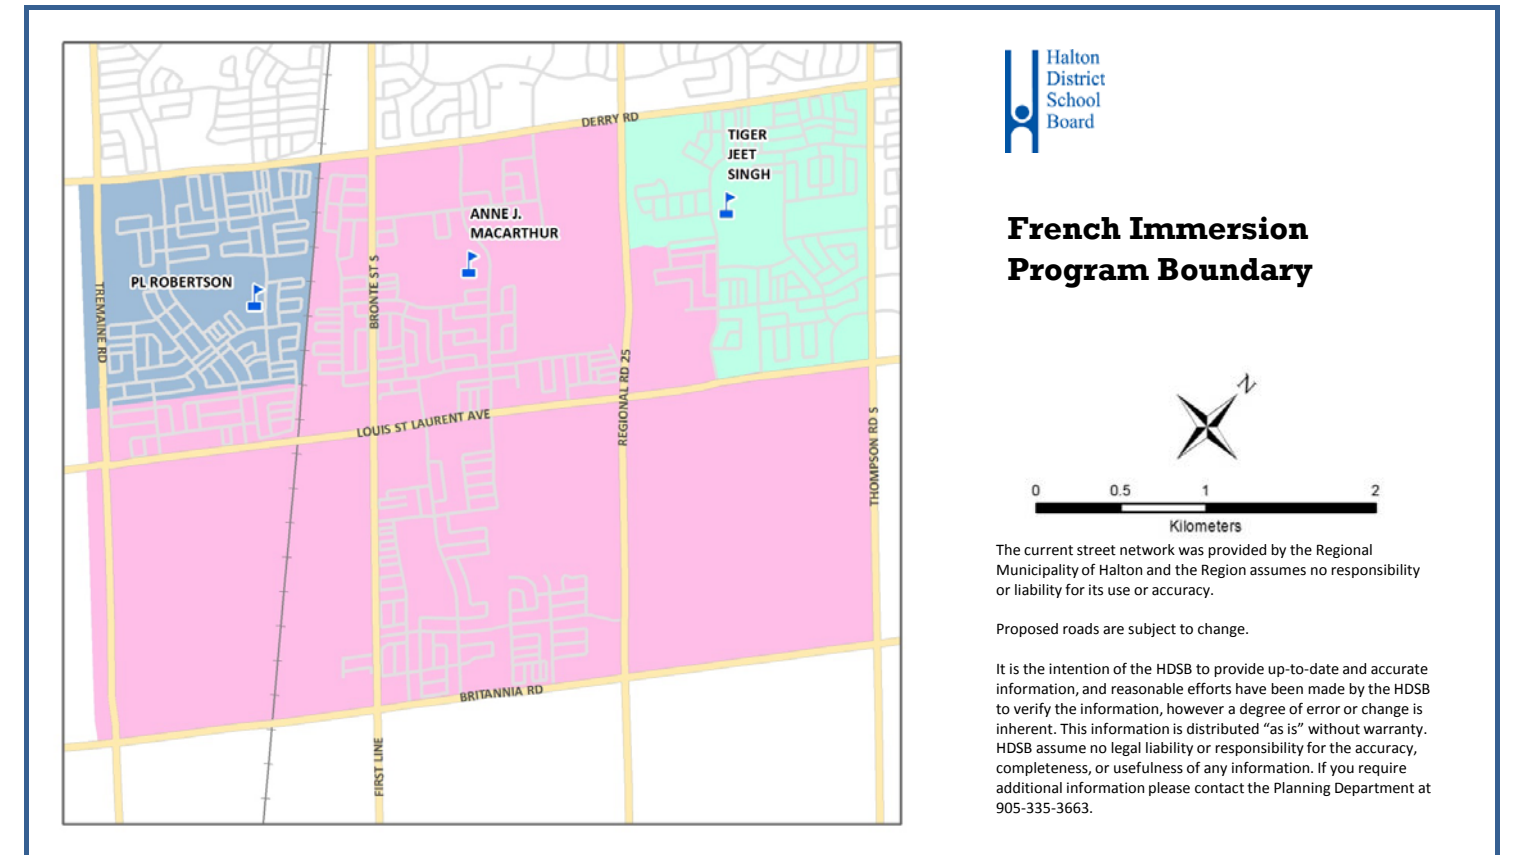 DERRY RD
TIGER
JEET
SINGH
ANNE J.
MACARTHUR
PL ROBERTSON
TREMAINE RD
BRONTE ST S
REGIONAL RD 25
LOUIS ST LAURENT AVE
THOMPSON RD S
BRITANNIA RD
FIRST LINE
Halton
District
School
Board
French Immersion
Program Boundary
N
0 0.5 1 2
Kilometers
The current street network was provided by the Regional
Municipality of Halton and the Region assumes no responsibility
or liability for its use or accuracy.
Proposed roads are subject to change.
It is the intention of the HDSB to provide up-to-date and accurate
information, and reasonable efforts have been made by the HDSB
to verify the information, however a degree of error or change is
inherent. This information is distributed “as is” without warranty.
HDSB assume no legal liability or responsibility for the accuracy,
completeness, or usefulness of any information. If you require
additional information please contact the Planning Department at
905-335-3663.